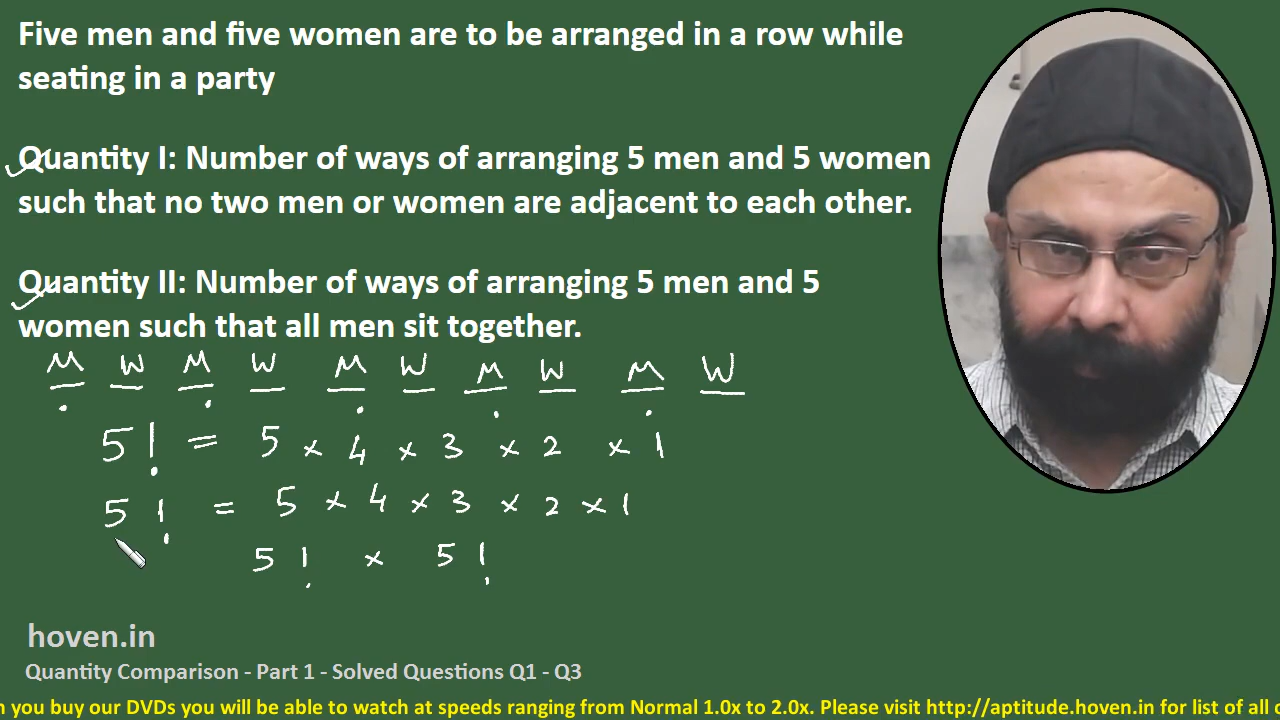 Five men and five women are to be arranged in a row while
seating in a party
Quantity I: Number of ways of arranging 5 men and 5 women
such that no two men or women are adjacent to each other.
Quantity II: Number of ways of arranging 5 men and 5
women such that all men sit together.
M W M W M W M W M W
5! = 5 × 4 × 3 × 2 × 1
5! = 5 × 4 × 3 × 2 × 1
5! × 5!
hoven.in
Quantity Comparison - Part 1 - Solved Questions Q1 - Q3
you buy our DVDs you will be able to watch at speeds ranging from Normal 1.0x to 2.0x. Please visit http://aptitude.hoven.in for list of all